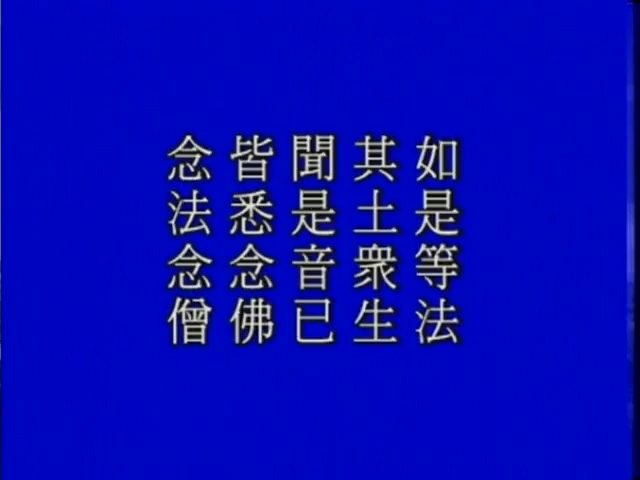 如是等法
其土衆生
聞是音已
皆悉念佛
念法念僧